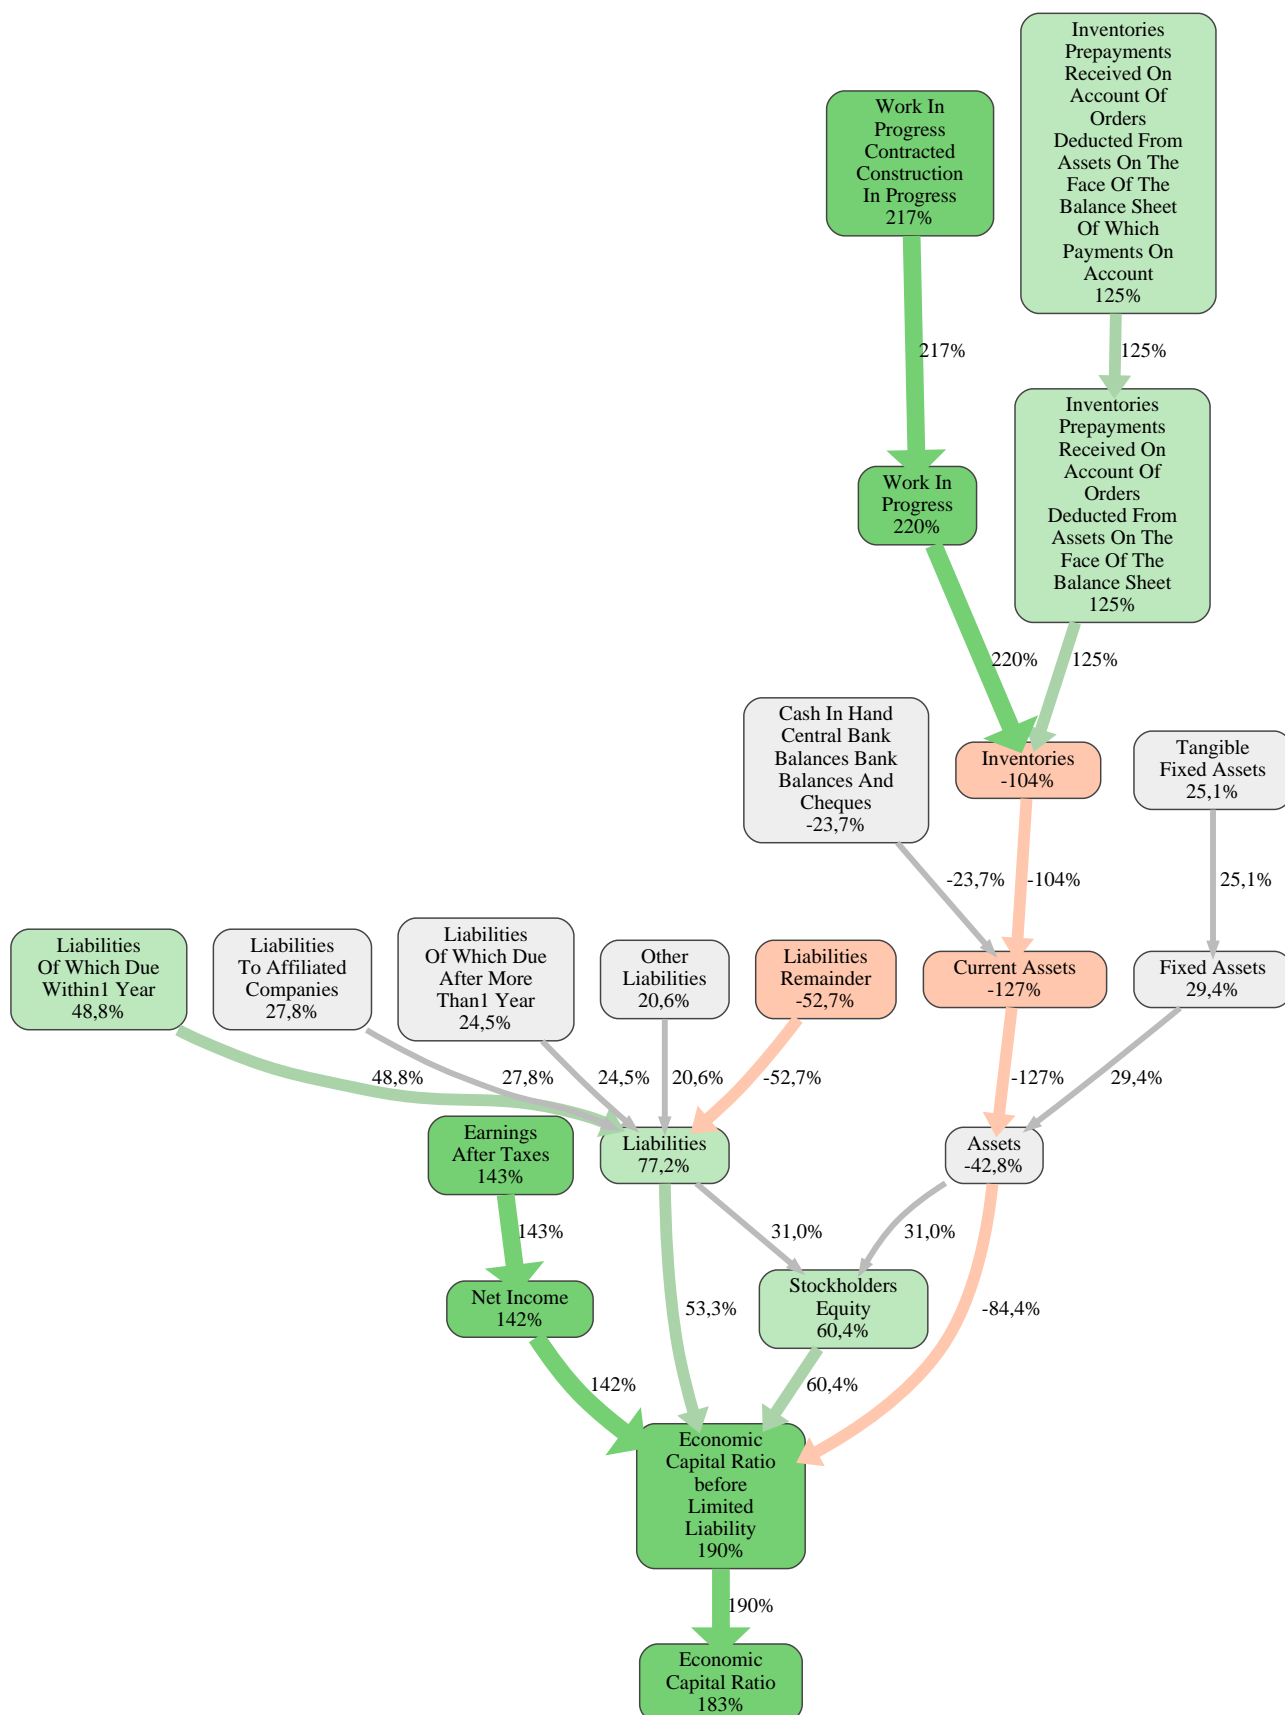 Inventories
Prepayments
Received On
Account Of
Orders
Deducted From
Assets On The
Face Of The
Balance Sheet
Of Which
Payments On
Account
125%
Work In
Progress
Contracted
Construction
In Progress
217%
217%
125%
Inventories
Prepayments
Received On
Account Of
Orders
Deducted From
Assets On The
Face Of The
Balance Sheet
125%
Work In
Progress
220%
220%
125%
Cash In Hand
Central Bank
Balances Bank
Balances And
Cheques
-23,7%
Inventories
-104%
Tangible
Fixed Assets
25,1%
-23,7%
-104%
25,1%
Liabilities
Of Which Due
Within1 Year
48,8%
Liabilities
To Affiliated
Companies
27,8%
Liabilities
Of Which Due
After More
Than1 Year
24,5%
Other
Liabilities
20,6%
Liabilities
Remainder
-52,7%
Current Assets
-127%
Fixed Assets
29,4%
48,8%
27,8%
24,5%
20,6%
-52,7%
-127%
29,4%
Earnings
After Taxes
143%
Liabilities
77,2%
Assets
-42,8%
143%
31,0%
31,0%
Net Income
142%
53,3%
Stockholders
Equity
60,4%
-84,4%
142%
60,4%
Economic
Capital Ratio
before
Limited
Liability
190%
190%
Economic
Capital Ratio
183%